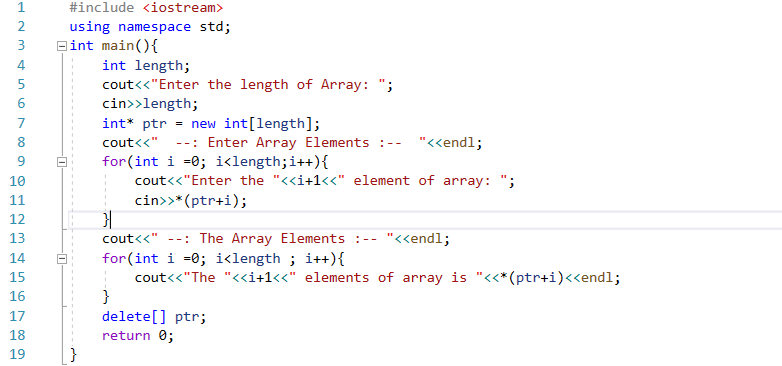 1 #include <iostream>
2 using namespace std;
3 int main(){
4 int length;
5 cout<<"Enter the length of Array: ";
6 cin>>length;
7 int* ptr = new int[length];
8 cout<<"  --: Enter Array Elements :--  "<<endl;
9 for(int i =0; i<length;i++){
10 cout<<"Enter the "<<i+1<<" element of array: ";
11 cin>>*(ptr+i);
12 }
13 cout<<" --: The Array Elements :-- "<<endl;
14 for(int i =0; i<length ; i++){
15 cout<<"The "<<i+1<<" elements of array is "<<*(ptr+i)<<endl;
16 }
17 delete[] ptr;
18 return 0;
19 }